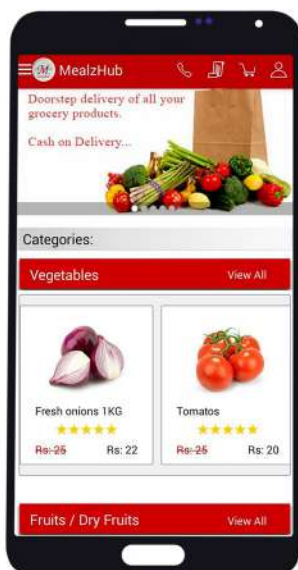 MealzHub
Doorstep delivery of all your
grocery products.
Cash on Delivery...
Categories:
Vegetables View All
Fresh onions 1KG
Rs: 25 Rs: 22
Tomatos
Rs: 25 Rs: 20
Fruits / Dry Fruits View All